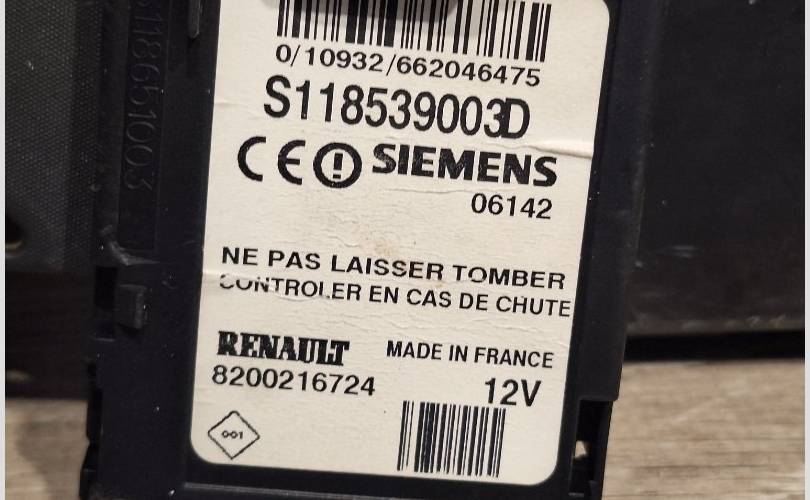 0/10932/662046475
S118539003D
CE SIEMENS
06142
NE PAS LAISSER TOMBER
CONTROLER EN CAS DE CHUTE
RENAULT MADE IN FRANCE
8200216724 12V
001